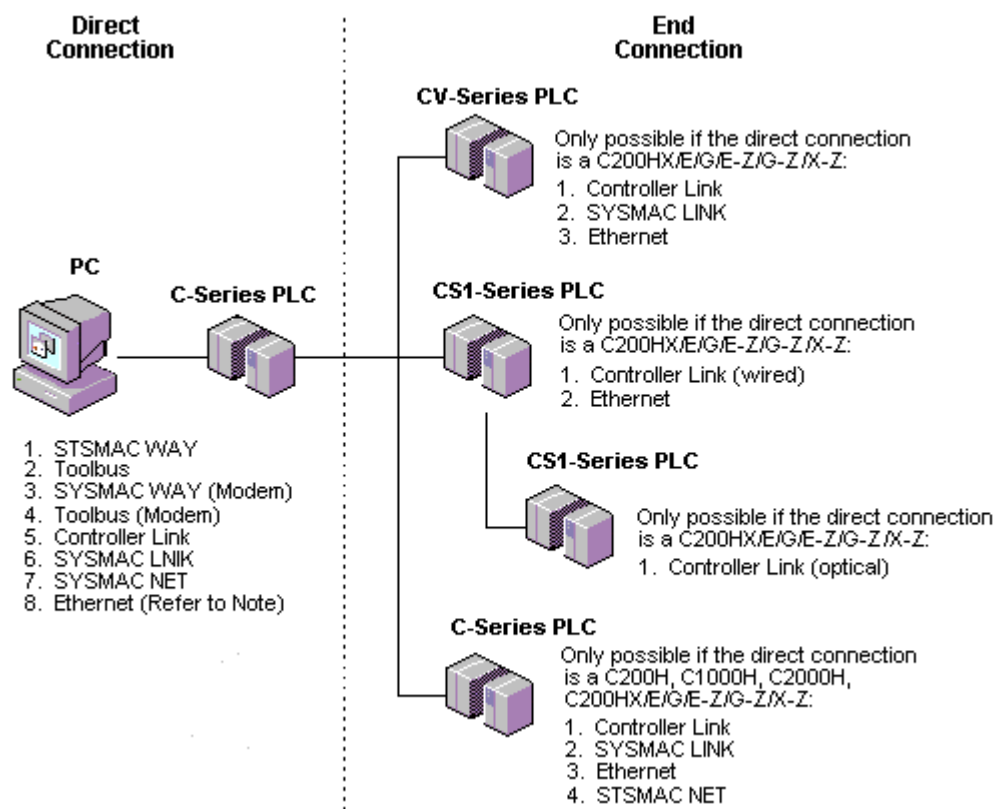 Direct
Connection
End
Connection
CV-Series PLC
Only possible if the direct connection
is a C200HX/E/G/E-Z/G-Z/X-Z:
1. Controller Link
2. SYSMAC LINK
3. Ethernet
PC
C-Series PLC
1. STSMAC WAY
2. Toolbus
3. SYSMAC WAY (Modem)
4. Toolbus (Modem)
5. Controller Link
6. SYSMAC LNIK
7. SYSMAC NET
8. Ethernet (Refer to Note)
CS1-Series PLC
Only possible if the direct connection
is a C200HX/E/G/E-Z/G-Z/X-Z:
1. Controller Link (wired)
2. Ethernet
CS1-Series PLC
Only possible if the direct connection
is a C200HX/E/G/E-Z/G-Z/X-Z:
1. Controller Link (optical)
C-Series PLC
Only possible if the direct connection
is a C200H, C1000H, C2000H,
C200HX/E/G/E-Z/G-Z/X-Z:
1. Controller Link
2. SYSMAC LINK
3. Ethernet
4. STSMAC NET